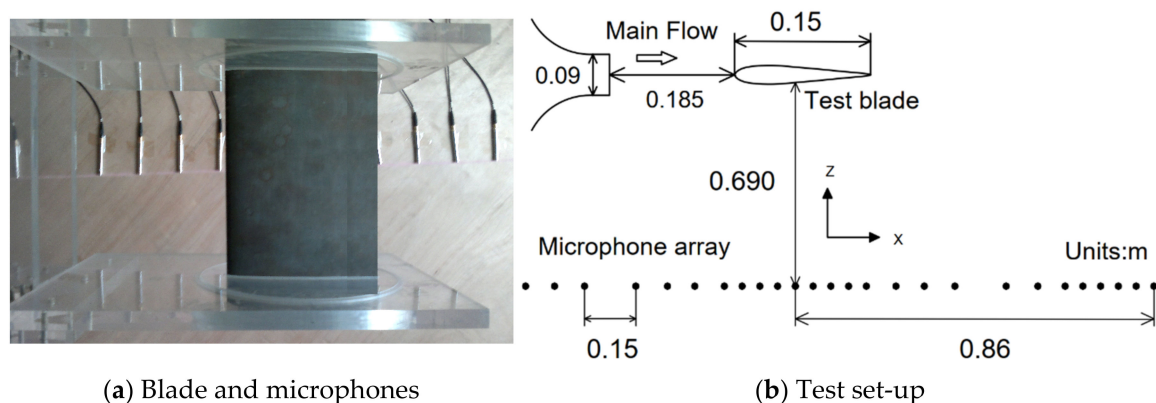 Main Flow
0.15
0.09
0.185
Test blade
0.690
z
x
Microphone array
Units:m
0.15
0.86
(a) Blade and microphones
(b) Test set-up